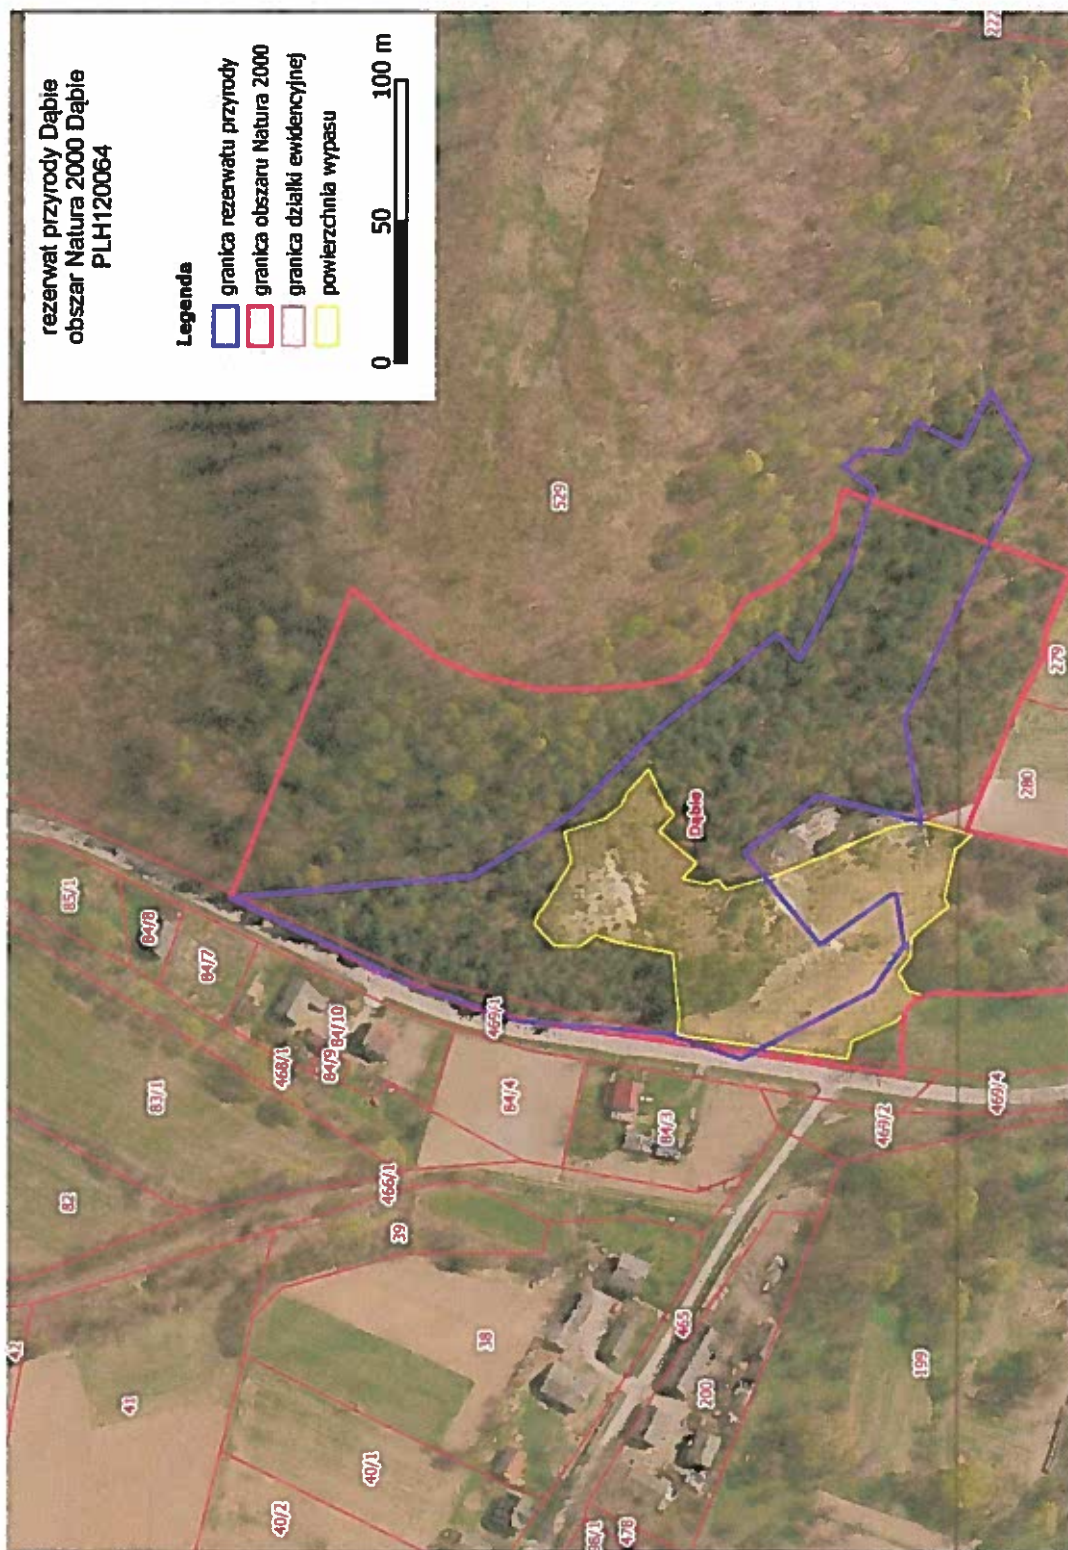 rezerwat przyrody Dąbie
obszar Natura 2000 Dąbie
PLH120064
Legenda
granica rezerwatu przyrody
granica obszaru Natura 2000
granica działki ewidencyjnej
powierzchnia wypasu
0 50 100 m
85/1
84/8
84/7
84/10
84/9
468/1
83/1
82
42
41
40/2
40/1
38
39
466/1
84/4
469/1
84/3
469/2
469/4
465
200
199
478
529
Dąbie
280
279